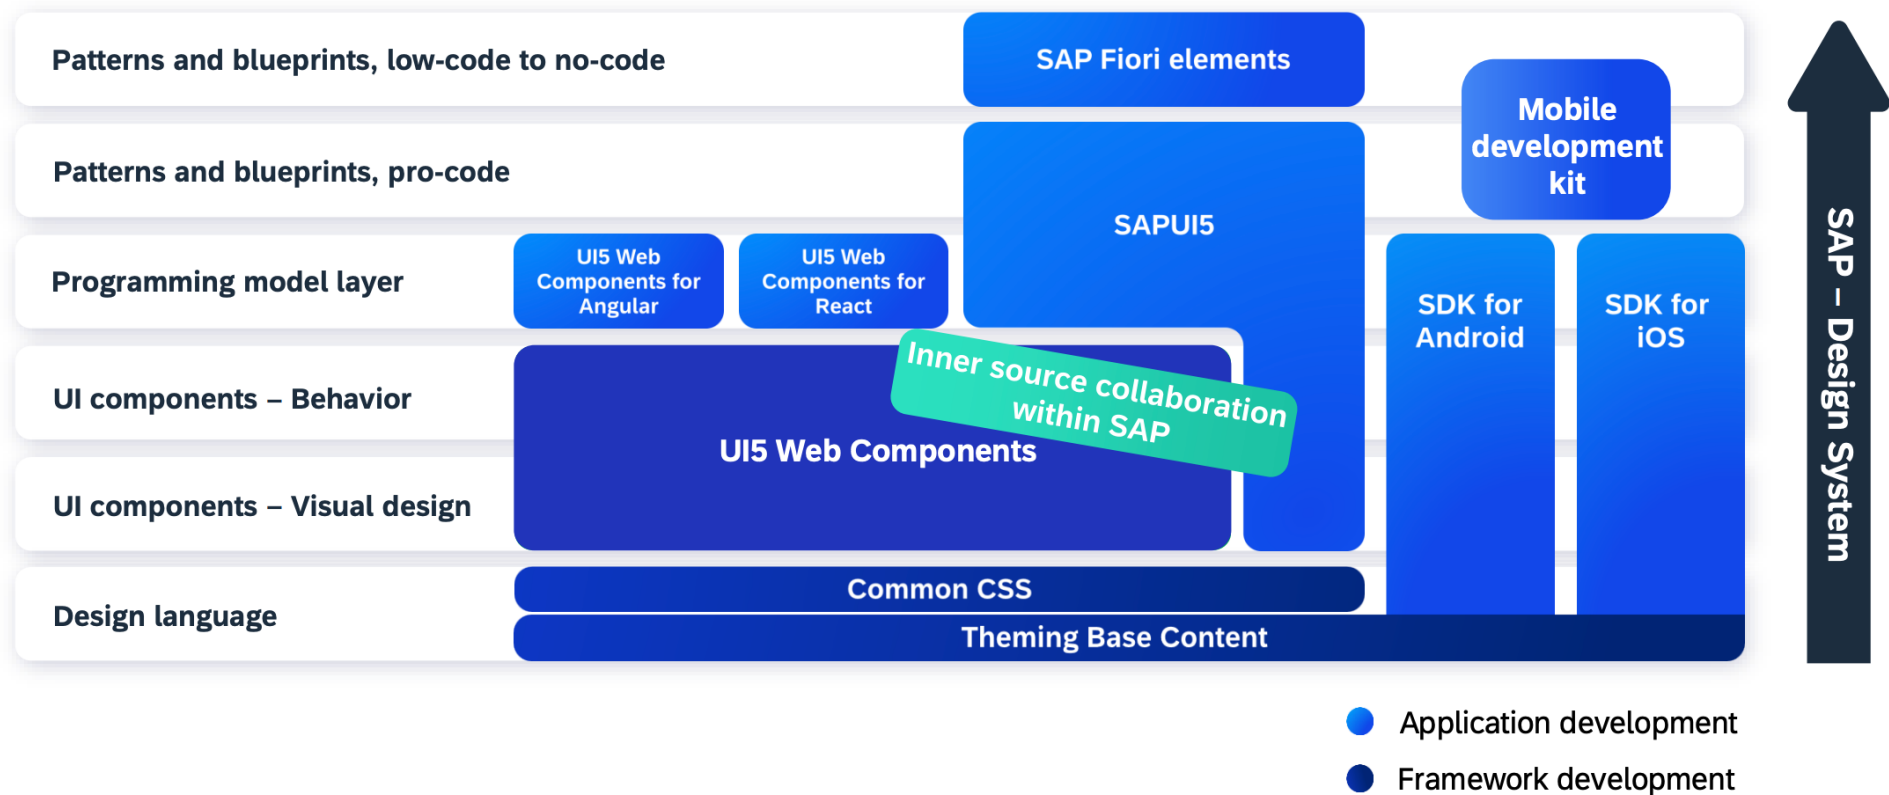 Patterns and blueprints, low-code to no-code
SAP Fiori elements
Mobile
development
kit
Patterns and blueprints, pro-code
SAPUI5
Programming model layer
UI5 Web
Components for
Angular
UI5 Web
Components for
React
SDK for
Android
SDK for
iOS
UI components – Behavior
Inner source collaboration
within SAP
UI5 Web Components
UI components – Visual design
Design language
Common CSS
Theming Base Content
SAP – Design System
Application development
Framework development